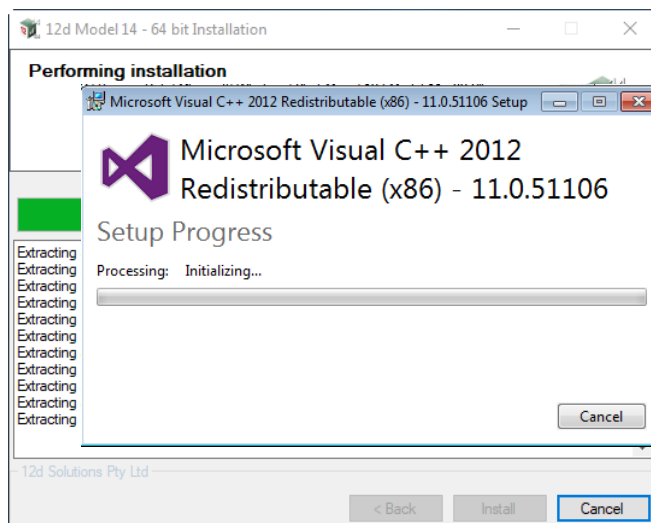 12d Model 14 - 64 bit Installation
Performing installation
Microsoft Visual C++ 2012 Redistributable (x86) - 11.0.51106 Setup
Microsoft Visual C++ 2012
Redistributable (x86) - 11.0.51106
Setup Progress
Processing: Initializing...
Extracting
Extracting
Extracting
Extracting
Extracting
Extracting
Extracting
Extracting
Extracting
Extracting
Extracting
Cancel
12d Solutions Pty Ltd
< Back
Install
Cancel